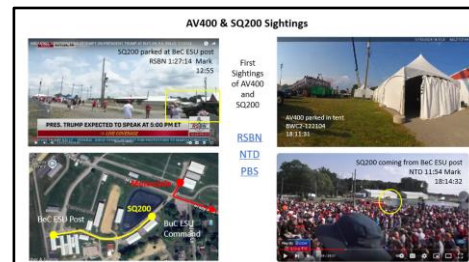 AV400 & SQ200 Sightings
SQ200 parked at BeC ESU post
RSBN 1:27:14 Mark
12:55
PRES. TRUMP EXPECTED TO SPEAK AT 5:00 PM ET
LIVE COVERAGE
First
Sightings
of AV400
and
SQ200
RSBN
NTD
PBS
AV400 parked in tent
BWC2-122104
18:11:31
BeC ESU Post
SQ200
BuC ESU
Command
SQ200 coming from BeC ESU post
NTD 11:54 Mark
18:14:32